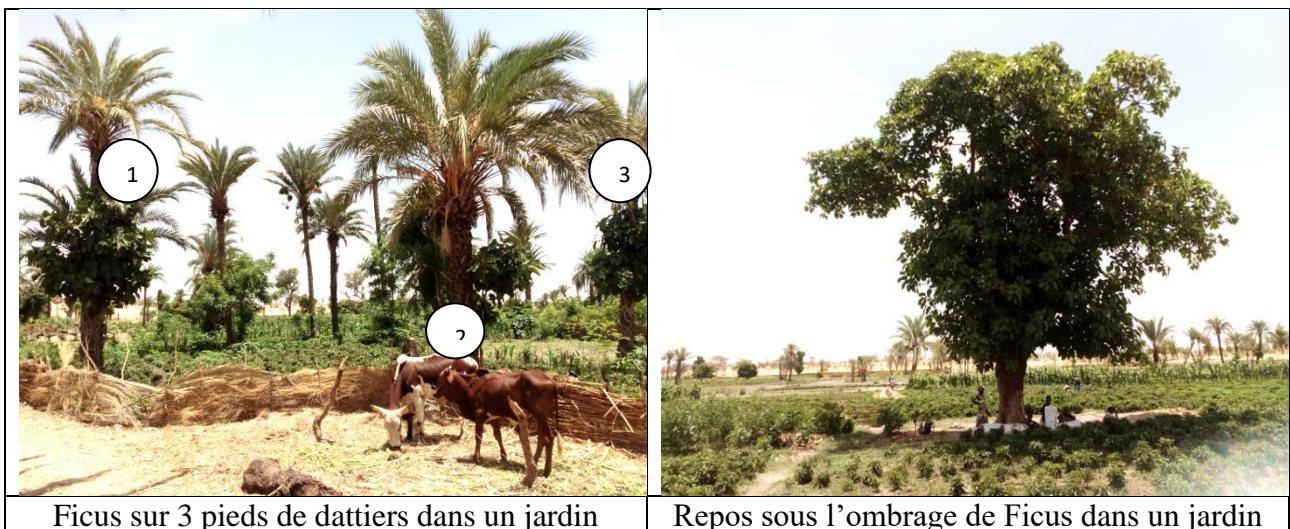 1
2
3
Ficus sur 3 pieds de dattiers dans un jardin
Repos sous l’ombrage de Ficus dans un jardin